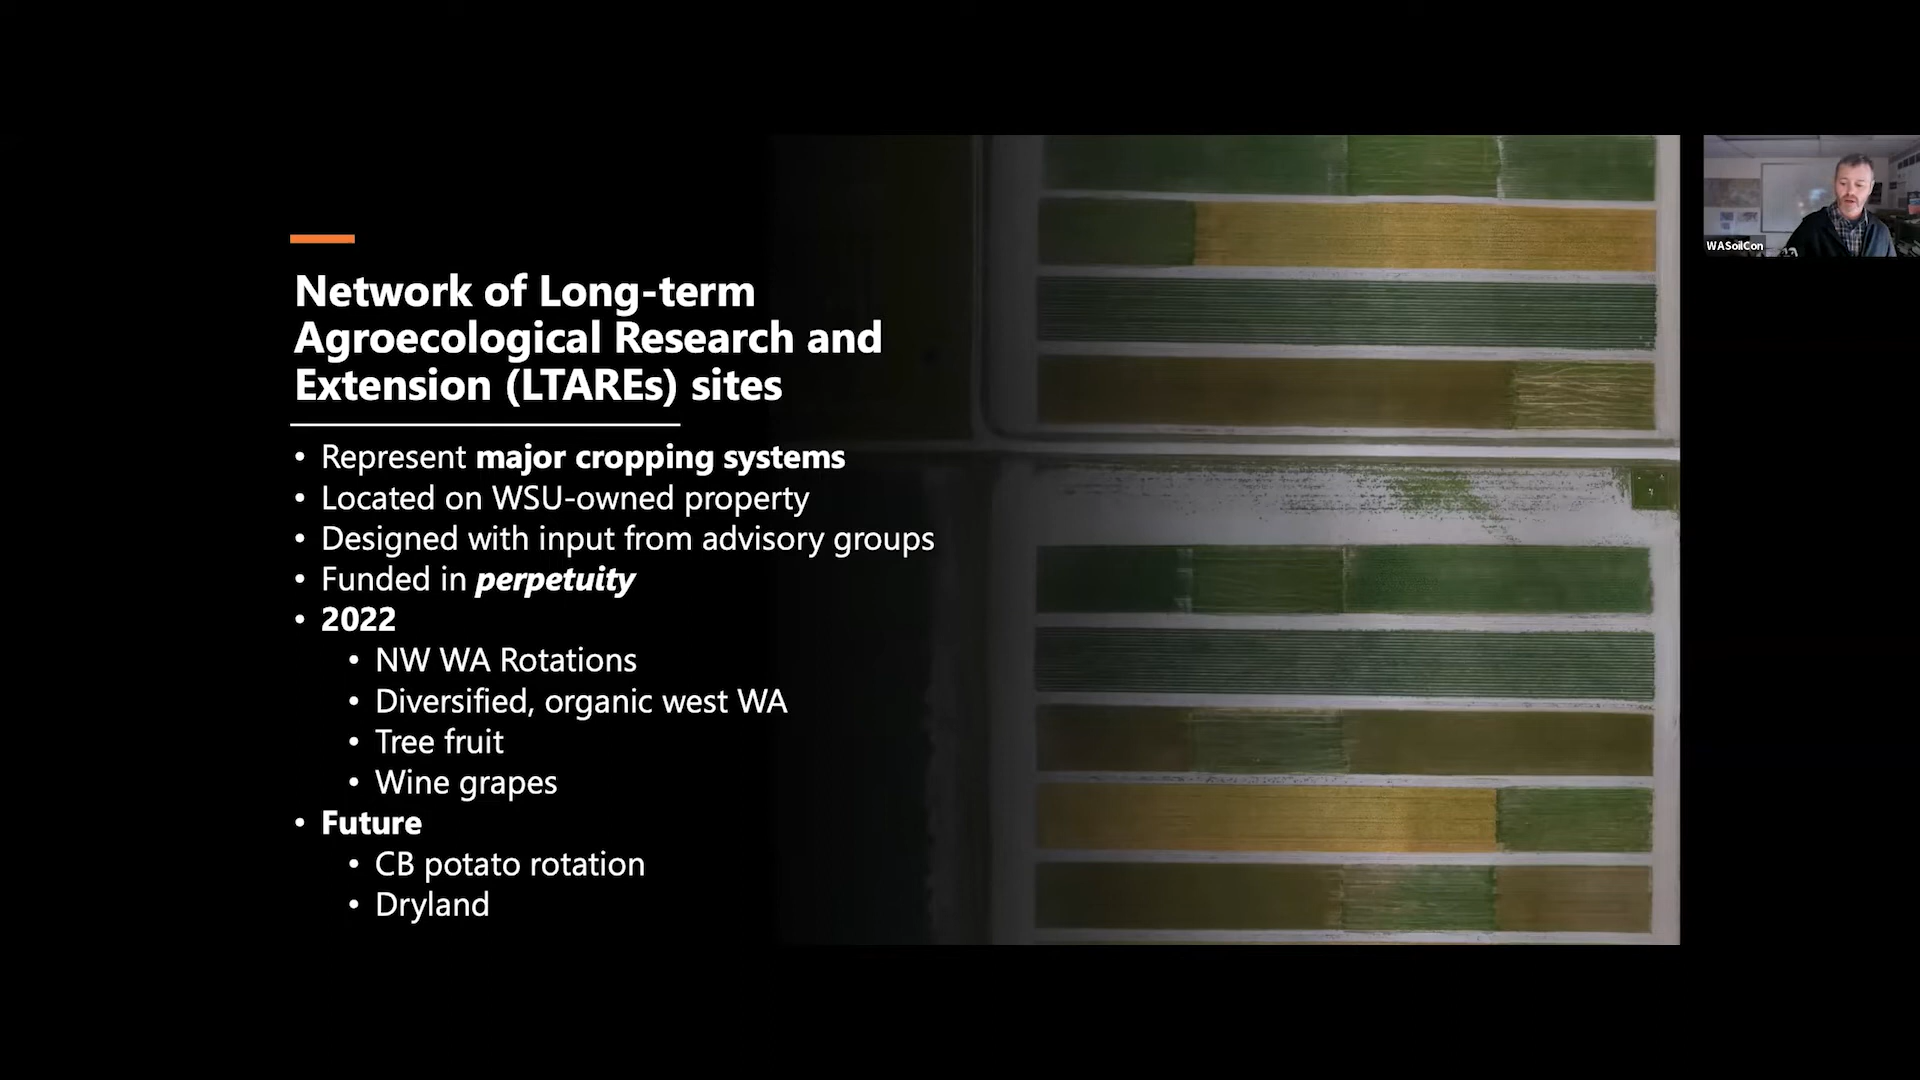 Network of Long-term
Agroecological Research and
Extension (LTAREs) sites
• Represent major cropping systems
• Located on WSU-owned property
• Designed with input from advisory groups
• Funded in perpetuity
• 2022
• NW WA Rotations
• Diversified, organic west WA
• Tree fruit
• Wine grapes
• Future
• CB potato rotation
• Dryland
WASoilCon